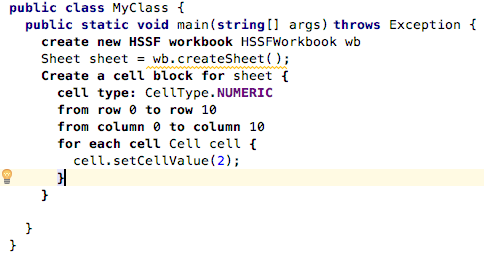 public class MyClass {
public static void main(string[] args) throws Exception {
create new HSSF workbook HSSFWorkbook wb
Sheet sheet = wb.createSheet();
Create a cell block for sheet {
cell type: CellType.NUMERIC
from row 0 to row 10
from column 0 to column 10
for each cell Cell cell {
cell.setCellValue(2);
}
}
}
}